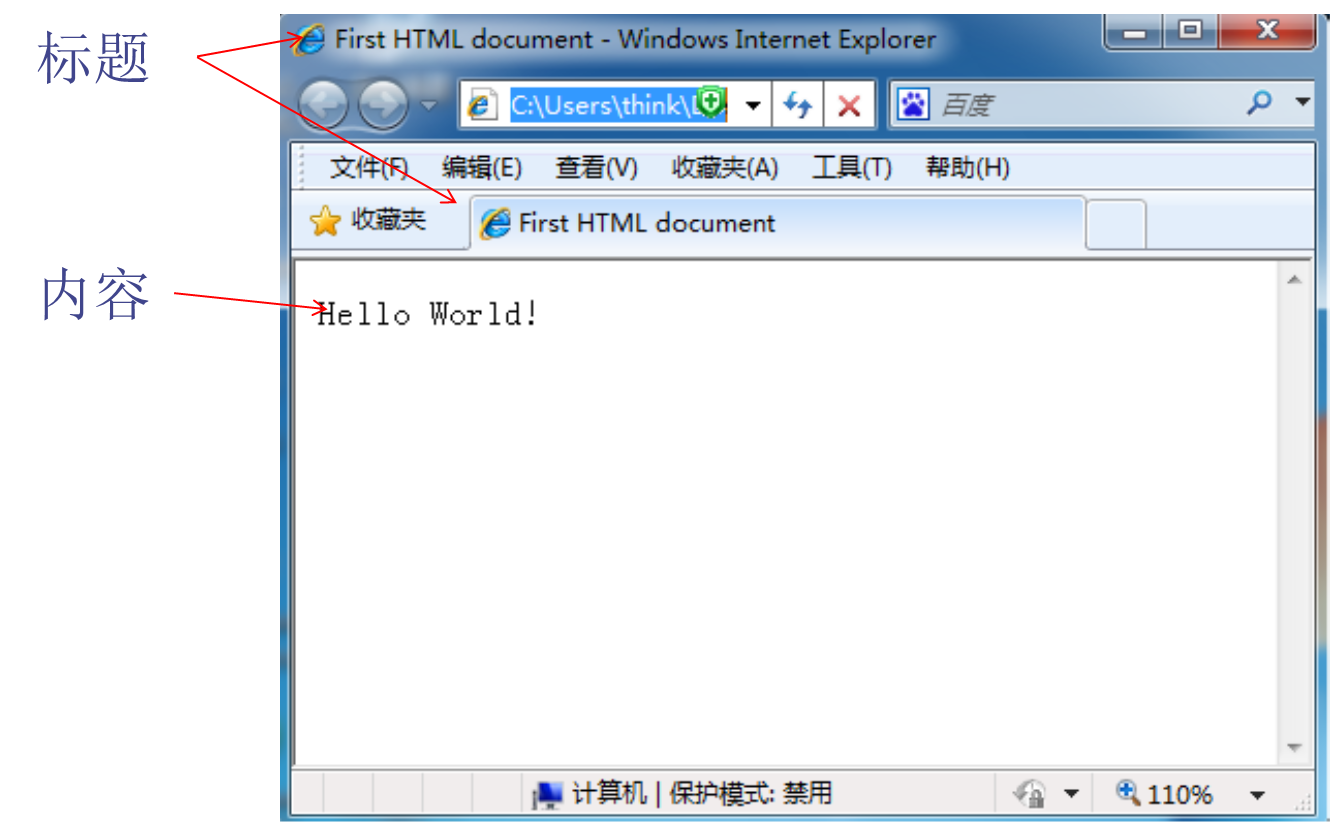 标题
First HTML document - Windows Internet Explorer
C:\Users\think\
百度
文件(F) 编辑(E) 查看(V) 收藏夹(A) 工具(T) 帮助(H)
收藏夹 First HTML document
内容
Hello World!
计算机 | 保护模式: 禁用 110%